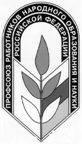 ПРОФСОЮЗ РАБОТНИКОВ НАРОДНОГО ОБРАЗОВАНИЯ И НАУКИ
РОССИЙСКОЙ ФЕДЕРАЦИИ